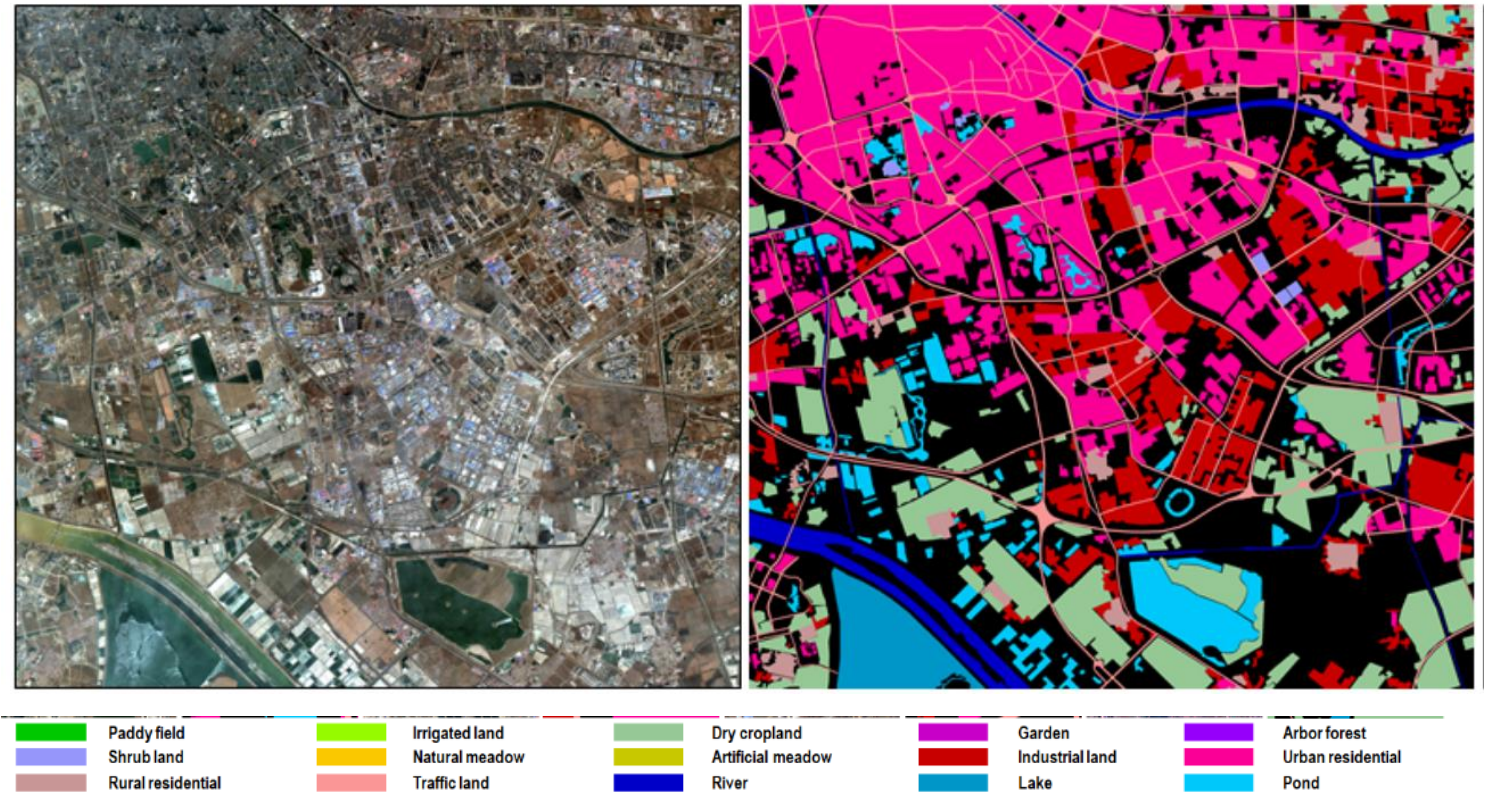 Paddy field Irrigated land Dry cropland Garden Arbor forest
Shrub land Natural meadow Artificial meadow Industrial land Urban residential
Rural residential Traffic land River Lake Pond